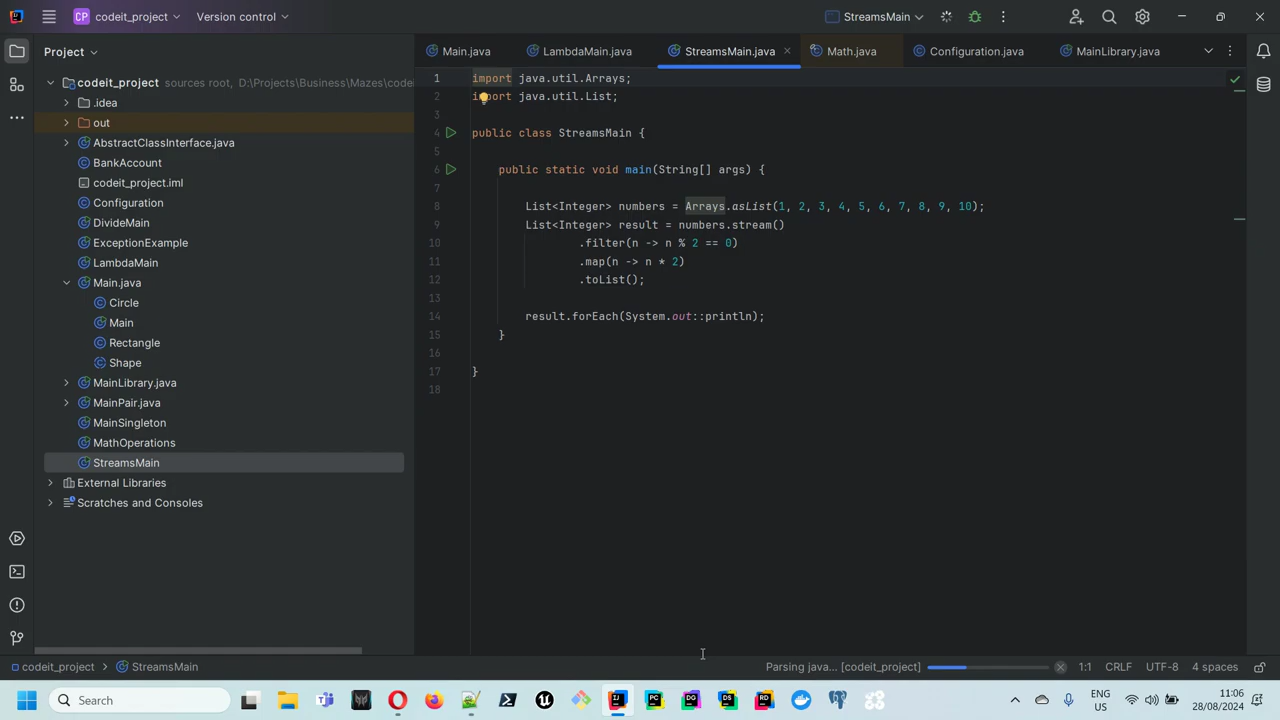 CP codeit_project
Version control
StreamsMain
Project
Main.java
LambdaMain.java
StreamsMain.java
Math.java
Configuration.java
MainLibrary.java
codeit_project sources root, D:\Projects\Business\Mazes\codei
.idea
out
AbstractClassInterface.java
BankAccount
codeit_project.iml
Configuration
DivideMain
ExceptionExample
LambdaMain
Main.java
Circle
Main
Rectangle
Shape
MainLibrary.java
MainPair.java
MainSingleton
MathOperations
StreamsMain
External Libraries
Scratches and Consoles
1 import java.util.Arrays;
2 import java.util.List;
3
4 public class StreamsMain {
5
6 public static void main(String[] args) {
7
8 List<Integer> numbers = Arrays.asList(1, 2, 3, 4, 5, 6, 7, 8, 9, 10);
9 List<Integer> result = numbers.stream()
10 .filter(n -> n % 2 == 0)
11 .map(n -> n * 2)
12 .toList();
13
14 result.forEach(System.out::println);
15 }
16
17 }
18
codeit_project > StreamsMain
Parsing java... [codeit_project]
1:1 CRLF UTF-8 4 spaces
Search
IJ PC DG DS RD
ENG
US
11:06
28/08/2024